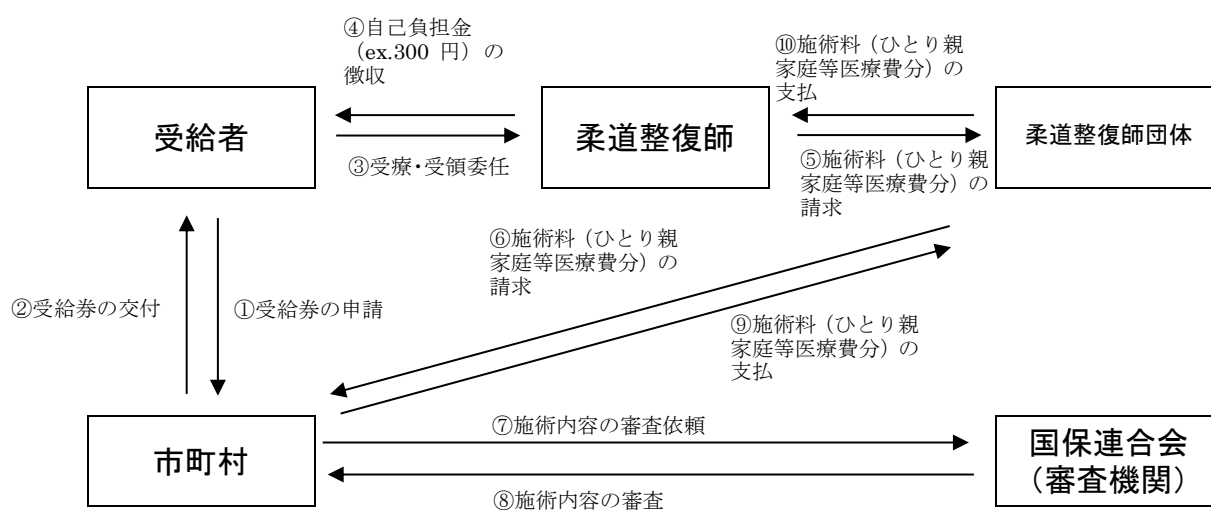 ④自己負担金
（ex.300 円）の
徴収
⑩施術料（ひとり親
家庭等医療費分）の
支払
受給者
柔道整復師
柔道整復師団体
③受療・受領委任
⑤施術料（ひとり親
家庭等医療費分）の
請求
⑥施術料（ひとり親
家庭等医療費分）の
請求
②受給券の交付
①受給券の申請
⑨施術料（ひとり親
家庭等医療費分）の
支払
市町村
⑦施術内容の審査依頼
国保連合会
（審査機関）
⑧施術内容の審査